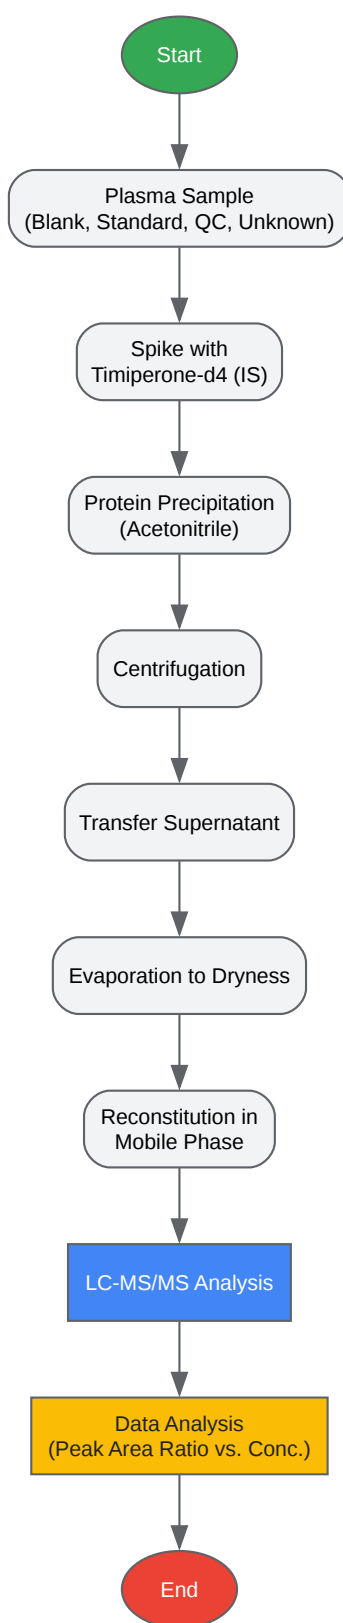 Start
Plasma Sample
(Blank, Standard, QC, Unknown)
Spike with
Timiperone-d4 (IS)
Protein Precipitation
(Acetonitrile)
Centrifugation
Transfer Supernatant
Evaporation to Dryness
Reconstitution in
Mobile Phase
LC-MS/MS Analysis
Data Analysis
(Peak Area Ratio vs. Conc.)
End